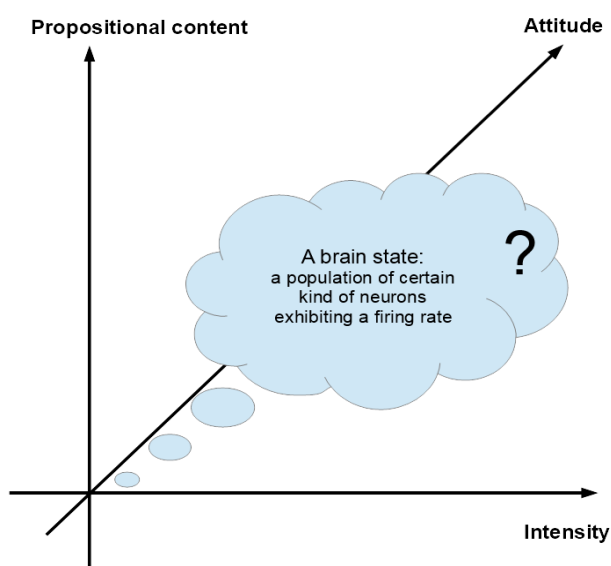 Propositional content
Attitude
A brain state:
a population of certain
kind of neurons
exhibiting a firing rate
?
Intensity